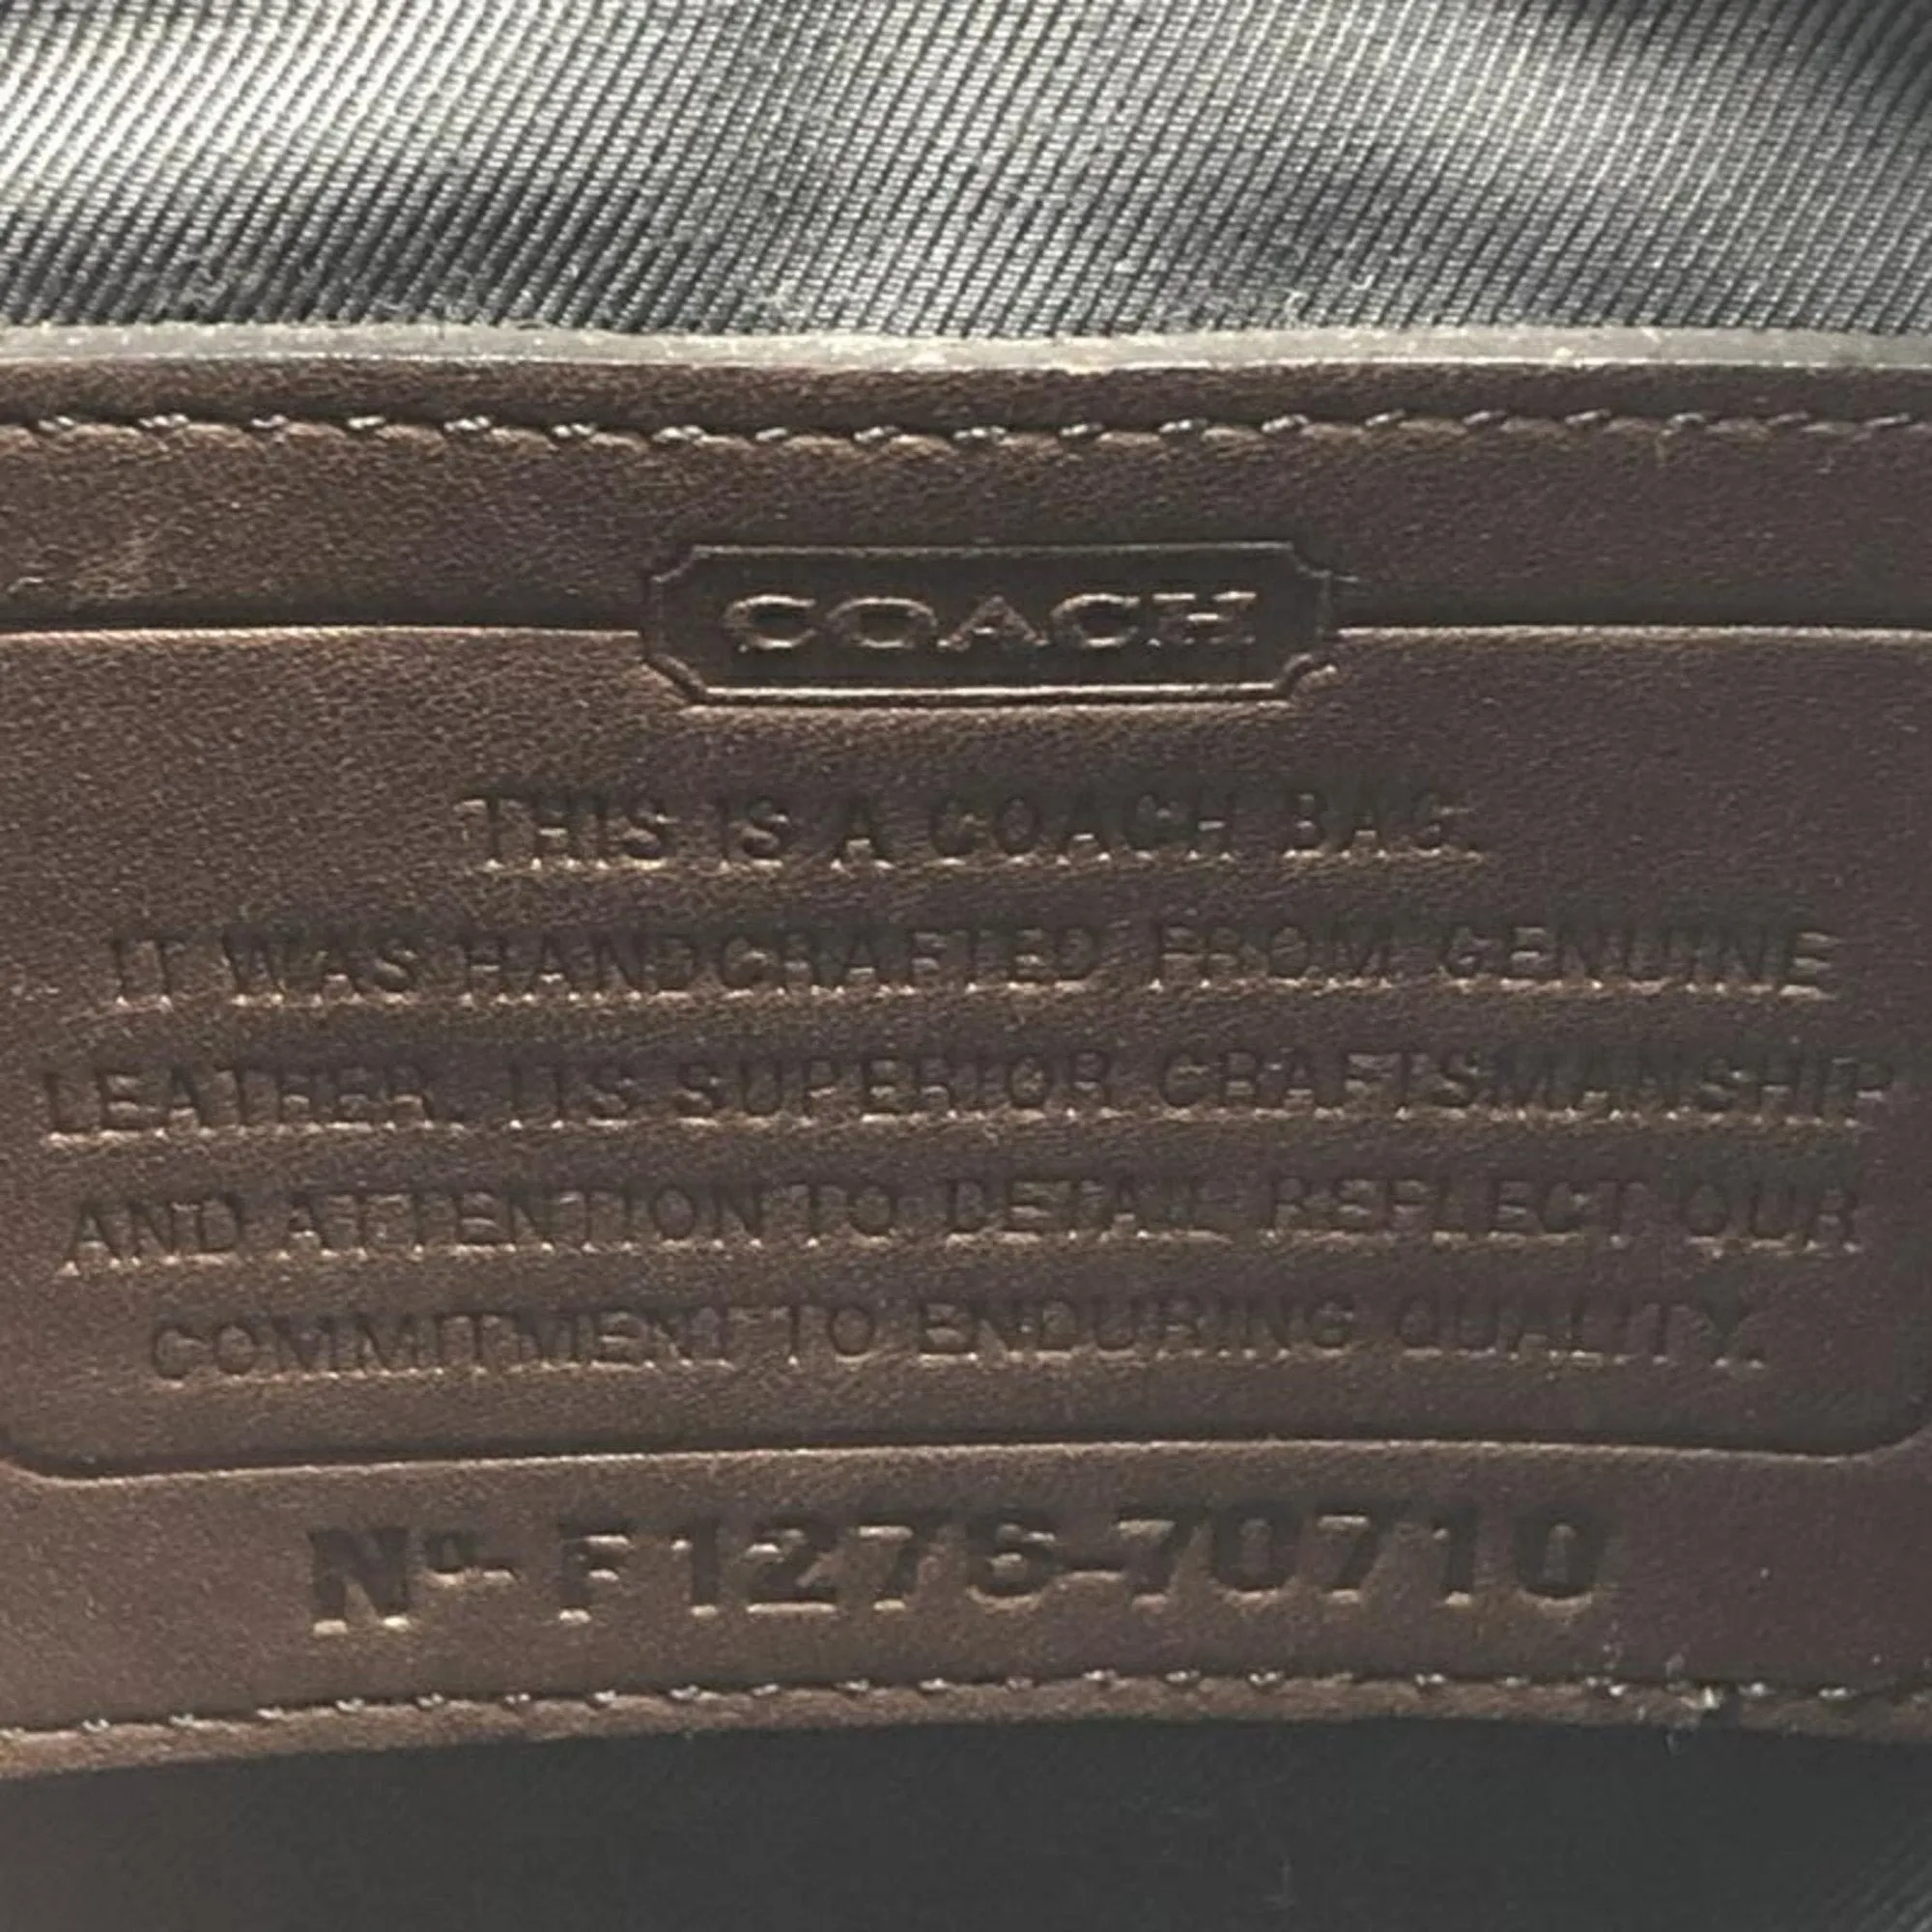 COACH
THIS IS A COACH BAG.
IT WAS HANDCRAFTED FROM GENUINE
LEATHER. ITS SUPERIOR CRAFTSMANSHIP
AND ATTENTION TO DETAIL REFLECT OUR
COMMITMENT TO ENDURING QUALITY.
Nº F1276-70710